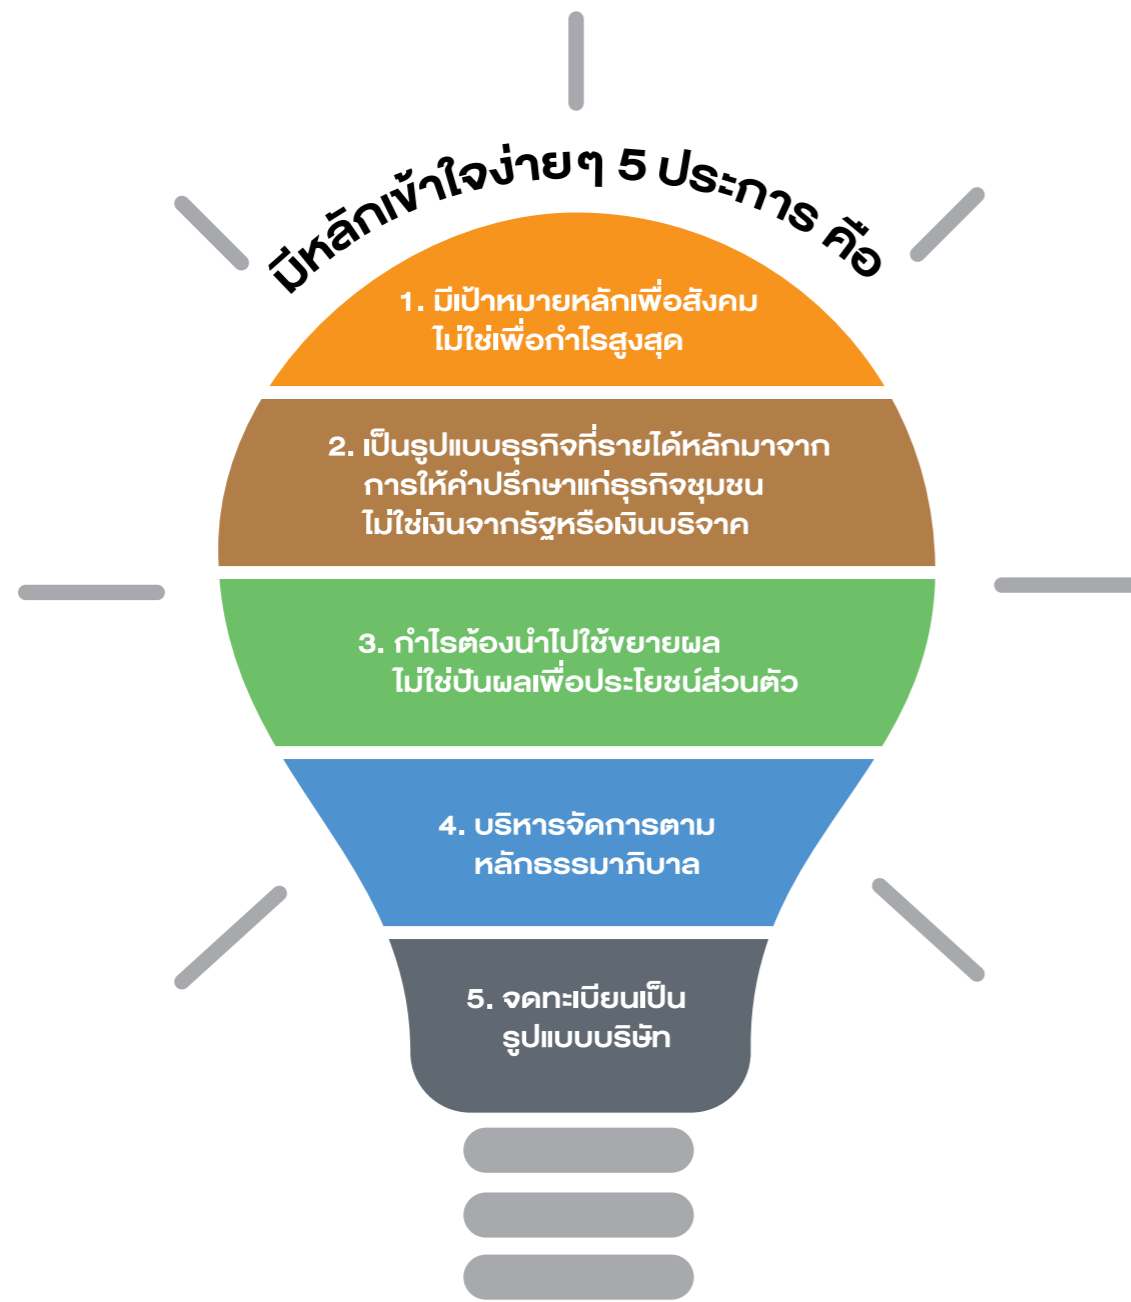 มีหลักเข้าใจง่ายๆ 5 ประการ คือ
1. มีเป้าหมายหลักเพื่อสังคม
ไม่ใช่เพื่อกำไรสูงสุด
2. เป็นรูปแบบธุรกิจที่รายได้หลักมาจาก
การให้คำปรึกษาแก่ธุรกิจชุมชน
ไม่ใช่เงินจากรัฐหรือเงินบริจาค
3. กำไรต้องนำไปใช้ขยายผล
ไม่ใช่ปันผลเพื่อประโยชน์ส่วนตัว
4. บริหารจัดการตาม
หลักธรรมาภิบาล
5. จดทะเบียนเป็น
รูปแบบบริษัท